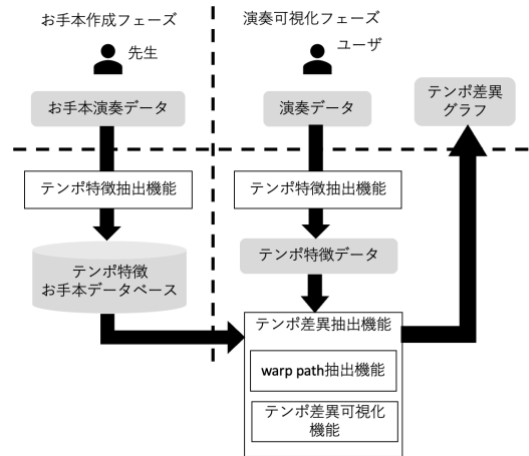 お手本作成フェーズ
先生
お手本演奏データ
テンポ特徴抽出機能
テンポ特徴
お手本データベース
演奏可視化フェーズ
ユーザ
演奏データ
テンポ特徴抽出機能
テンポ特徴データ
テンポ差異抽出機能
warp path抽出機能
テンポ差異可視化
機能
テンポ差異
グラフ